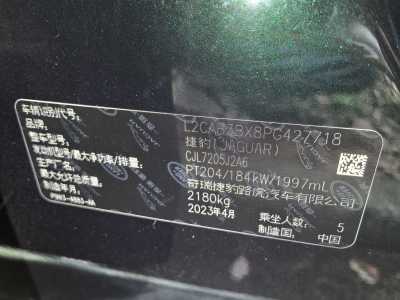 车辆识别代号: L2CAB3BX8PG427718
品牌: 捷豹(JAGUAR)
整车型号: CJL7205J2A6
发动机型号/最大净功率/排量: PT204/184kW/1997mL
生产企业: 奇瑞捷豹路虎汽车有限公司
最大允许总质量: 2180kg
制造年月: 2023年4月 乘坐人数: 5
制造国: 中国